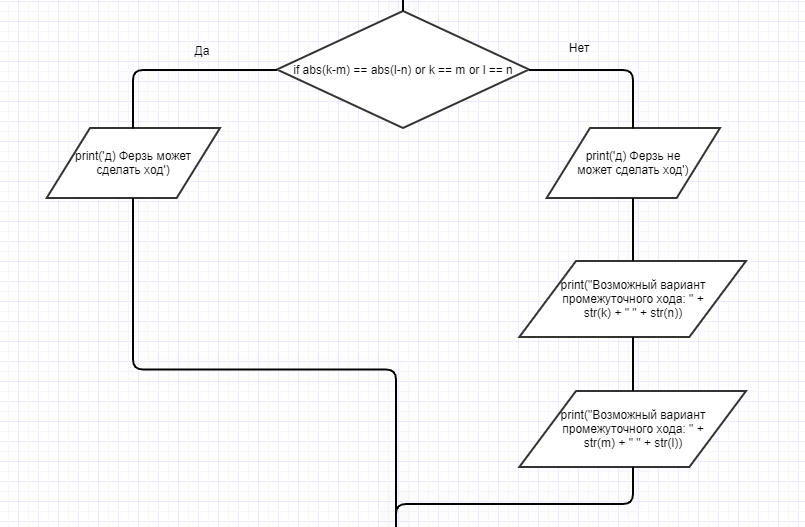 Да
Нет
if abs(k-m) == abs(l-n) or k == m or l == n
print('д) Ферзь может
сделать ход')
print('д) Ферзь не
может сделать ход')
print("Возможный вариант
промежуточного хода: " +
str(k) + " " + str(n))
print("Возможный вариант
промежуточного хода: " +
str(m) + " " + str(l))